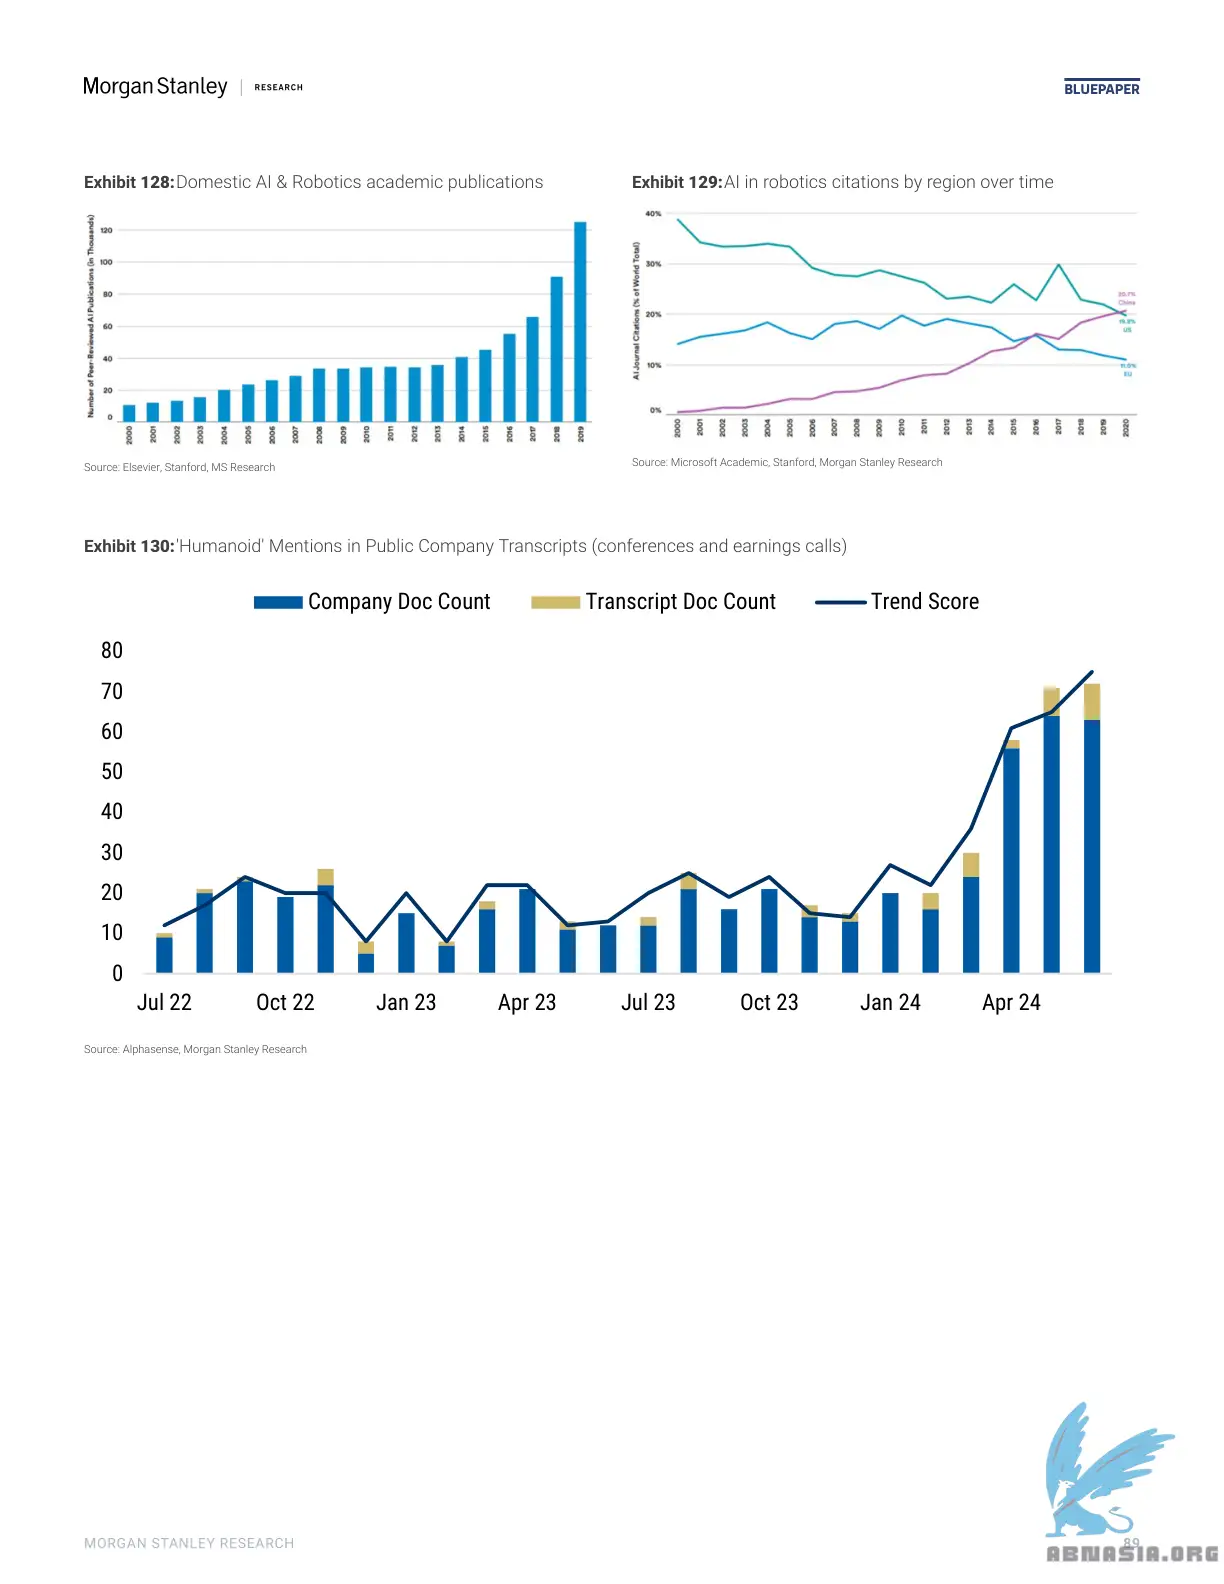 Morgan Stanley | RESEARCH
BLUEPAPER
Exhibit 128: Domestic AI & Robotics academic publications
Number of Peer-Reviewed AI Publications (in Thousands)
120
100
80
60
40
20
0
2000 2001 2002 2003 2004 2005 2006 2007 2008 2009 2010 2011 2012 2013 2014 2015 2016 2017 2018 2019
Source: Elsevier, Stanford, MS Research
Exhibit 129: AI in robotics citations by region over time
AI Journal Citations (% of World Total)
40%
30%
20%
10%
0%
20.7%
China
19.8%
US
11.0%
EU
2000 2001 2002 2003 2004 2005 2006 2007 2008 2009 2010 2011 2012 2013 2014 2015 2016 2017 2018 2019 2020
Source: Microsoft Academic, Stanford, Morgan Stanley Research
Exhibit 130: 'Humanoid' Mentions in Public Company Transcripts (conferences and earnings calls)
Company Doc Count Transcript Doc Count Trend Score
80
70
60
50
40
30
20
10
0
Jul 22 Oct 22 Jan 23 Apr 23 Jul 23 Oct 23 Jan 24 Apr 24
Source: Alphasense, Morgan Stanley Research
MORGAN STANLEY RESEARCH
89
ABNASIA.ORG